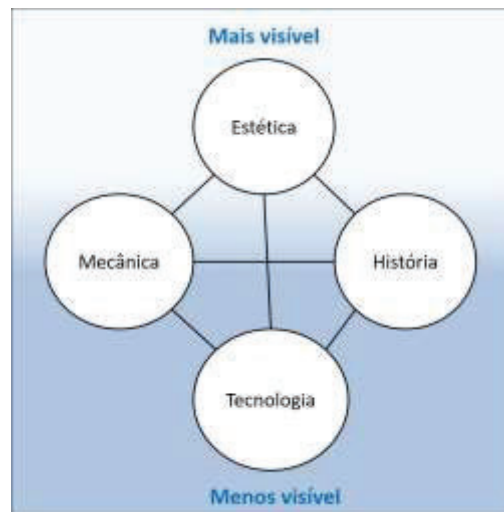 Mais visível
Estética
Mecânica
História
Tecnologia
Menos visível